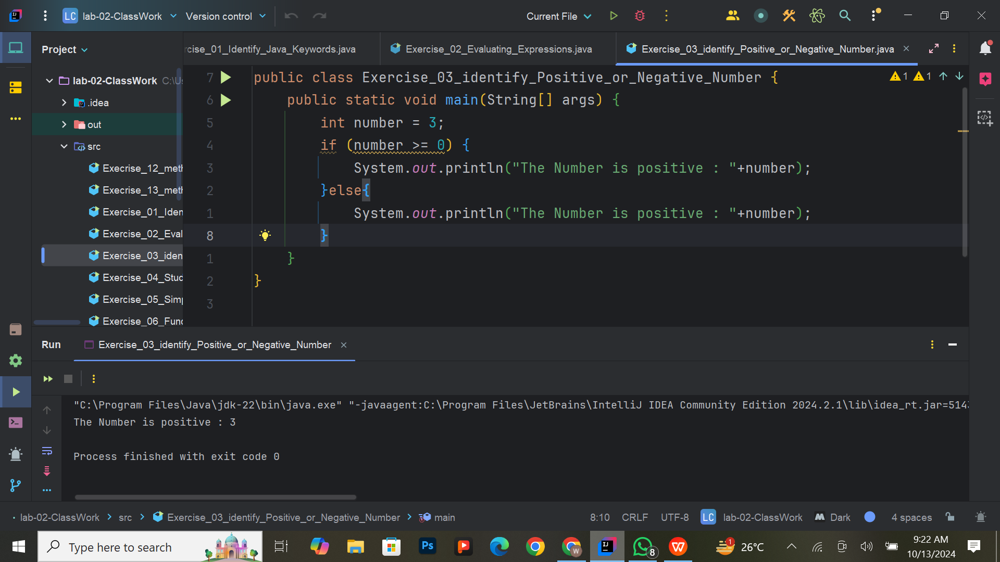 LC lab-02-ClassWork Version control Current File
Project
cise_01_Identify_Java_Keywords.java Exercise_02_Evaluating_Expressions.java Exercise_03_identify_Positive_or_Negative_Number.java
lab-02-ClassWork C:\Us
.idea
out
src
Execrise_12_meth
Execrise_13_meth
Exercise_01_Iden
Exercise_02_Eval
Exercise_03_iden
Exercise_04_Stud
Exercise_05_Simp
Exercise_06_Func
7 public class Exercise_03_identify_Positive_or_Negative_Number {
1 1
6 public static void main(String[] args) {
5 int number = 3;
4 if (number >= 0) {
3 System.out.println("The Number is positive : "+number);
2 }else{
1 System.out.println("The Number is positive : "+number);
8 }
1 }
2 }
3
Run Exercise_03_identify_Positive_or_Negative_Number
"C:\Program Files\Java\jdk-22\bin\java.exe" "-javaagent:C:\Program Files\JetBrains\IntelliJ IDEA Community Edition 2024.2.1\lib\idea_rt.jar=5143
The Number is positive : 3
Process finished with exit code 0
lab-02-ClassWork > src > Exercise_03_identify_Positive_or_Negative_Number > main 8:10 CRLF UTF-8 LC lab-02-ClassWork Dark 4 spaces
Type here to search
Ps
W
IJ
8
W
1
26°C
9:22 AM
10/13/2024